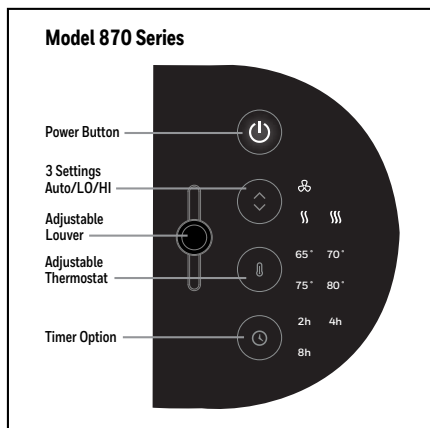 Model 870 Series
Power Button
3 Settings
Auto/LO/HI
Adjustable
Louver
Adjustable
Thermostat
Timer Option
65° 70°
75° 80°
2h 4h
8h